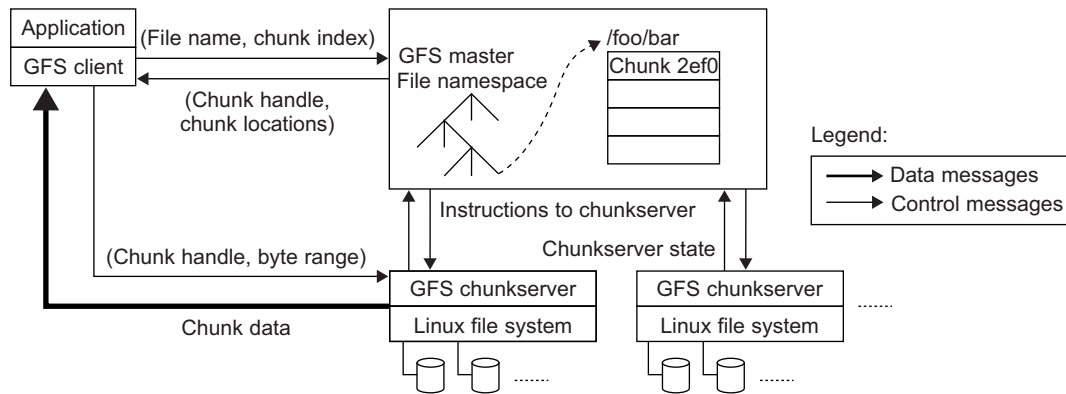 Application
GFS client
(File name, chunk index)
(Chunk handle,
chunk locations)
GFS master
File namespace
/foo/bar
Chunk 2ef0
Legend:
Data messages
Control messages
Instructions to chunkserver
Chunkserver state
(Chunk handle, byte range)
Chunk data
GFS chunkserver
Linux file system
GFS chunkserver
Linux file system
......
......
......